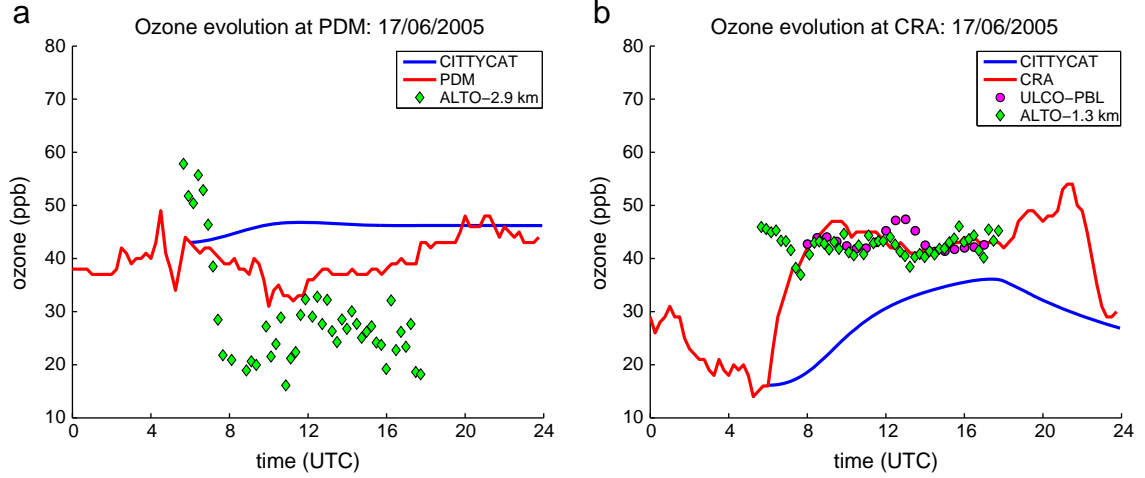 a
Ozone evolution at PDM: 17/06/2005
80
70
60
50
40
30
20
10
ozone (ppb)
0
4
8
12
16
20
24
time (UTC)
CITTYCAT
PDM
ALTO−2.9 km
b
Ozone evolution at CRA: 17/06/2005
80
70
60
50
40
30
20
10
ozone (ppb)
0
4
8
12
16
20
24
time (UTC)
CITTYCAT
CRA
ULCO−PBL
ALTO−1.3 km